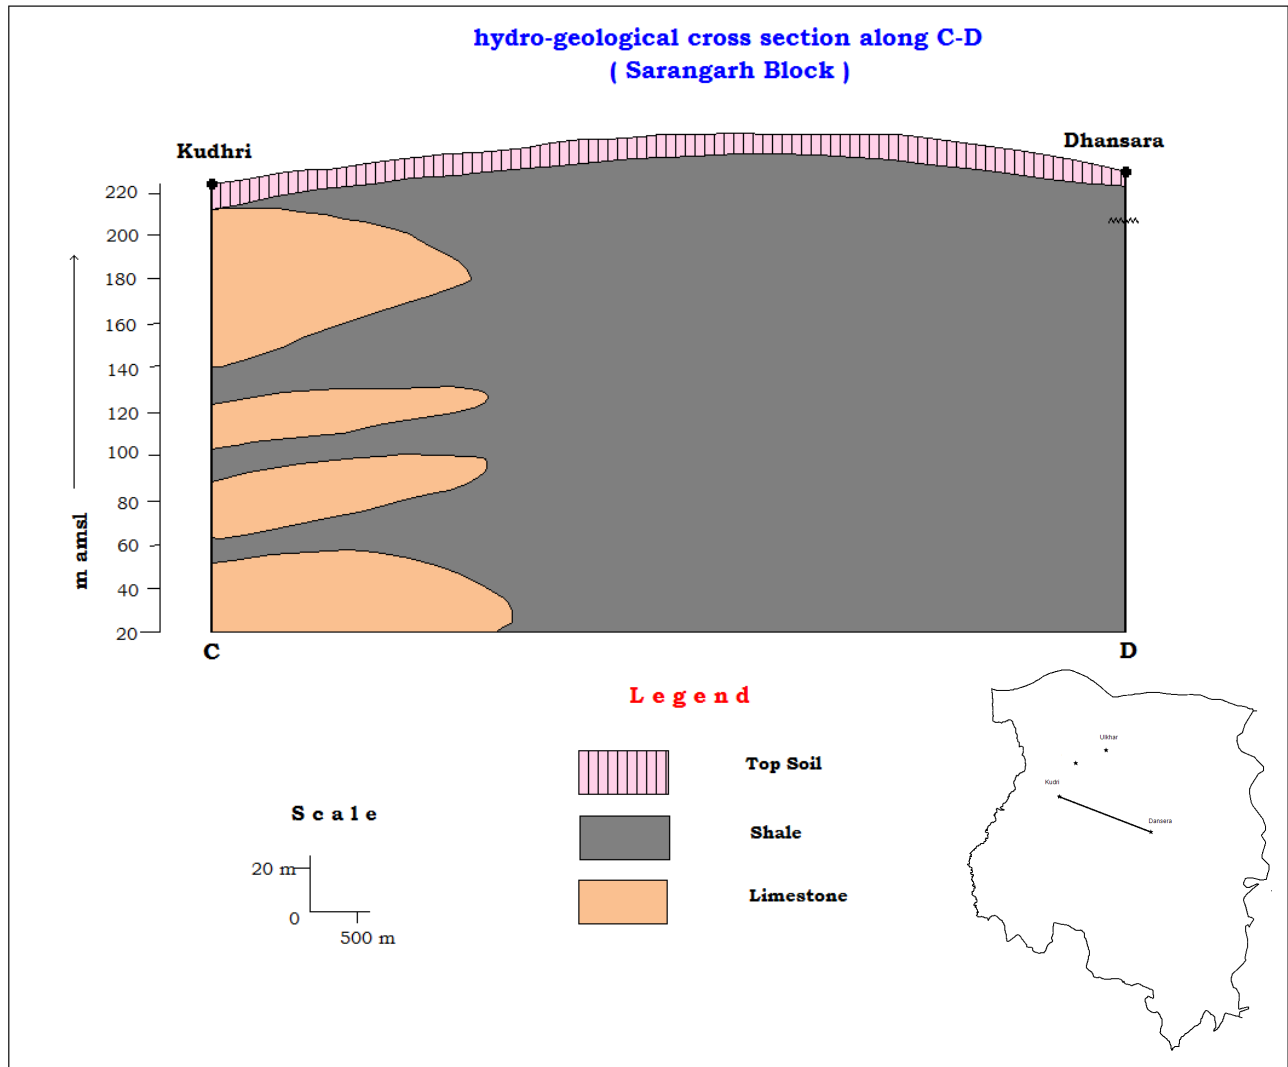 hydro-geological cross section along C-D
( Sarangarh Block )
Kudhri
Dhansara
220
200
180
160
140
120
100
80
60
40
20
m amsl
C
D
L e g e n d
Top Soil
Shale
Limestone
S c a l e
20 m
0
500 m
Ulkhar
Kudri
Dansera